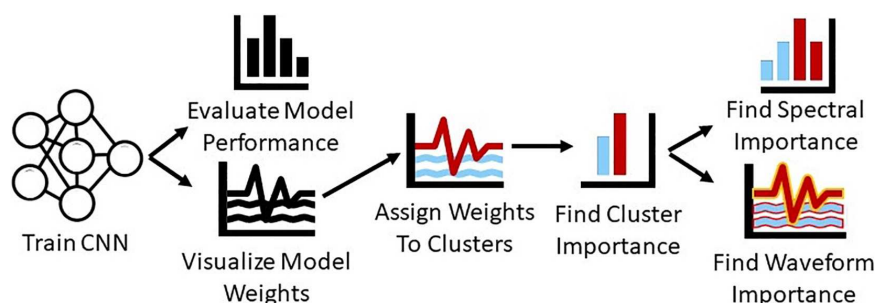 Train CNN
Evaluate Model
Performance
Visualize Model
Weights
Assign Weights
To Clusters
Find Cluster
Importance
Find Spectral
Importance
Find Waveform
Importance